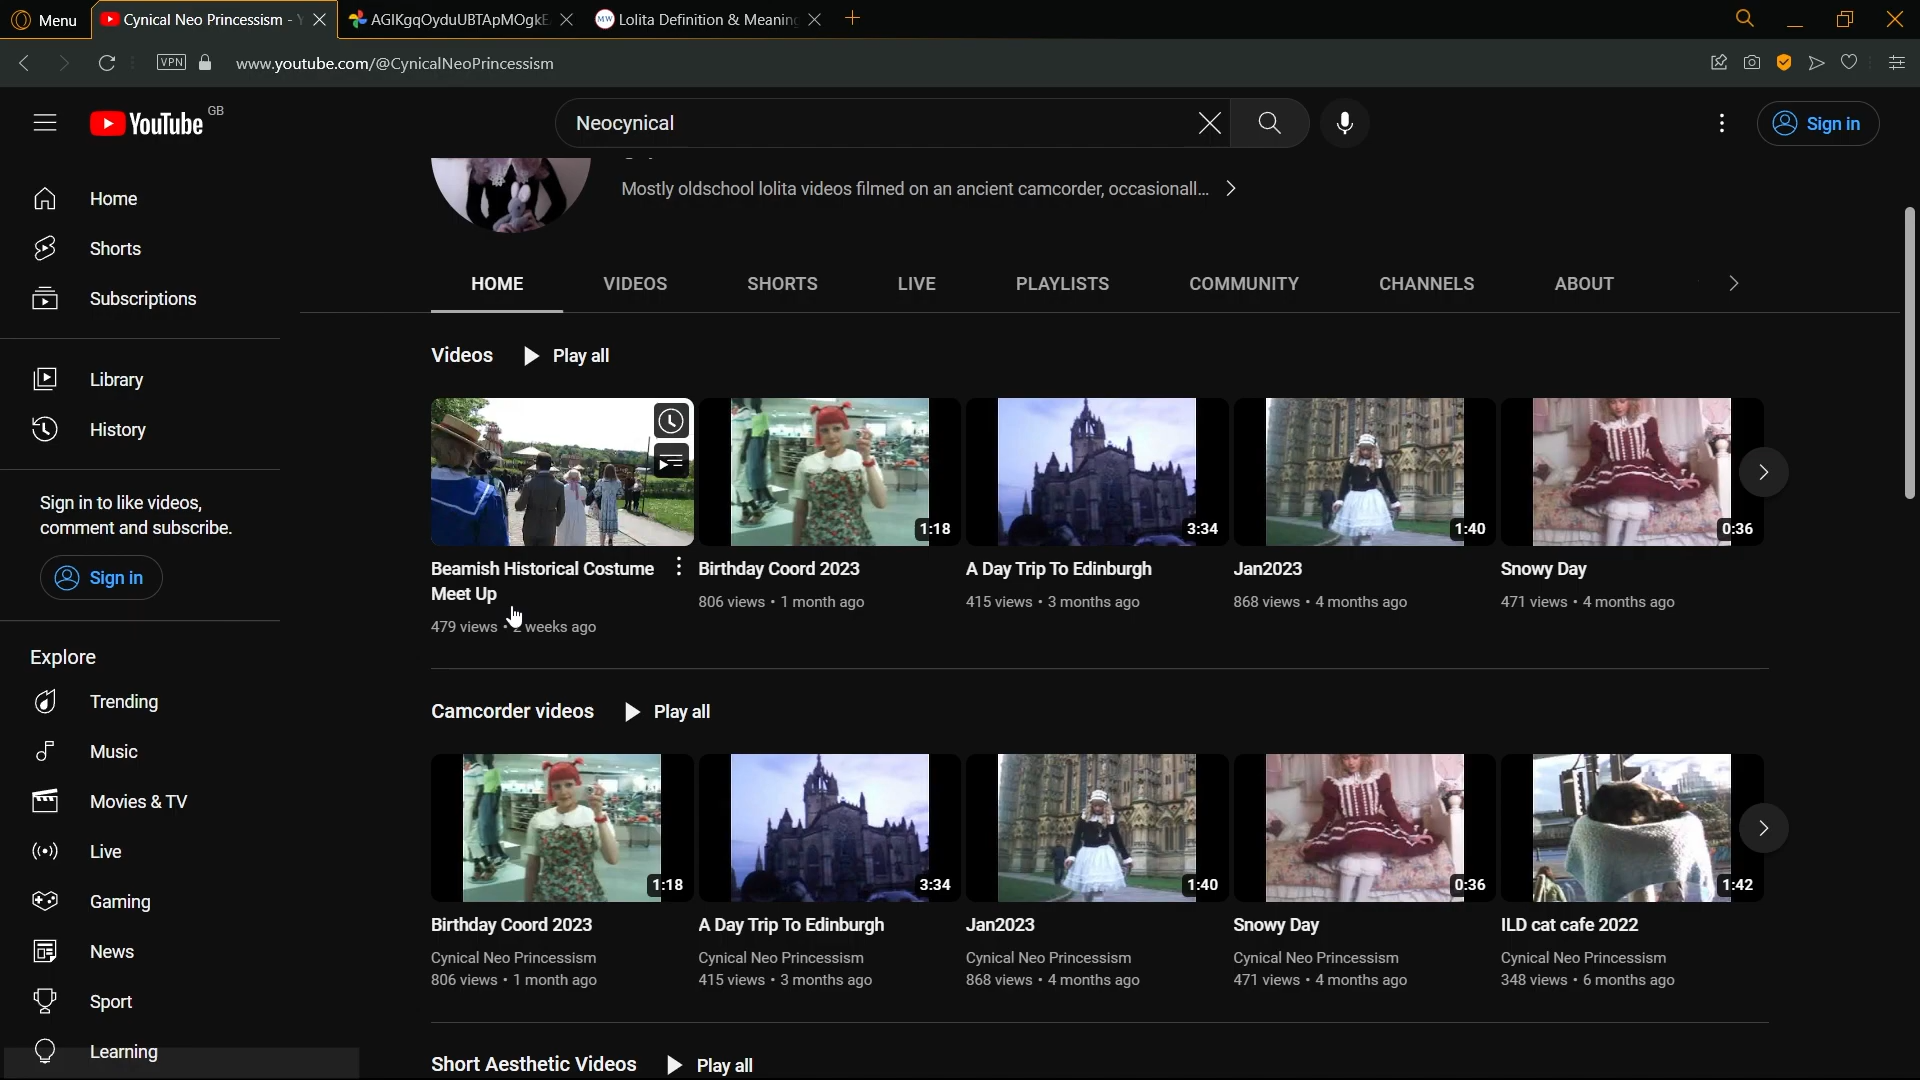 Menu
Cynical Neo Princessism -
AGIKgqOyduUBTApMOgkE
Lolita Definition & Meaning
VPN
www.youtube.com/@CynicalNeoPrincessism
YouTube GB
Neocynical
Sign in
Mostly oldschool lolita videos filmed on an ancient camcorder, occasionall...
Home
Shorts
Subscriptions
Library
History
Sign in to like videos,
comment and subscribe.
Sign in
Explore
Trending
Music
Movies & TV
Live
Gaming
News
Sport
Learning
HOME VIDEOS SHORTS LIVE PLAYLISTS COMMUNITY CHANNELS ABOUT
Videos Play all
1:18 3:34 1:40 0:36
Beamish Historical Costume
Meet Up
479 views • 2 weeks ago
Birthday Coord 2023
806 views • 1 month ago
A Day Trip To Edinburgh
415 views • 3 months ago
Jan2023
868 views • 4 months ago
Snowy Day
471 views • 4 months ago
Camcorder videos Play all
1:18 3:34 1:40 0:36 1:42
Birthday Coord 2023
Cynical Neo Princessism
806 views • 1 month ago
A Day Trip To Edinburgh
Cynical Neo Princessism
415 views • 3 months ago
Jan2023
Cynical Neo Princessism
868 views • 4 months ago
Snowy Day
Cynical Neo Princessism
471 views • 4 months ago
ILD cat cafe 2022
Cynical Neo Princessism
348 views • 6 months ago
Short Aesthetic Videos Play all